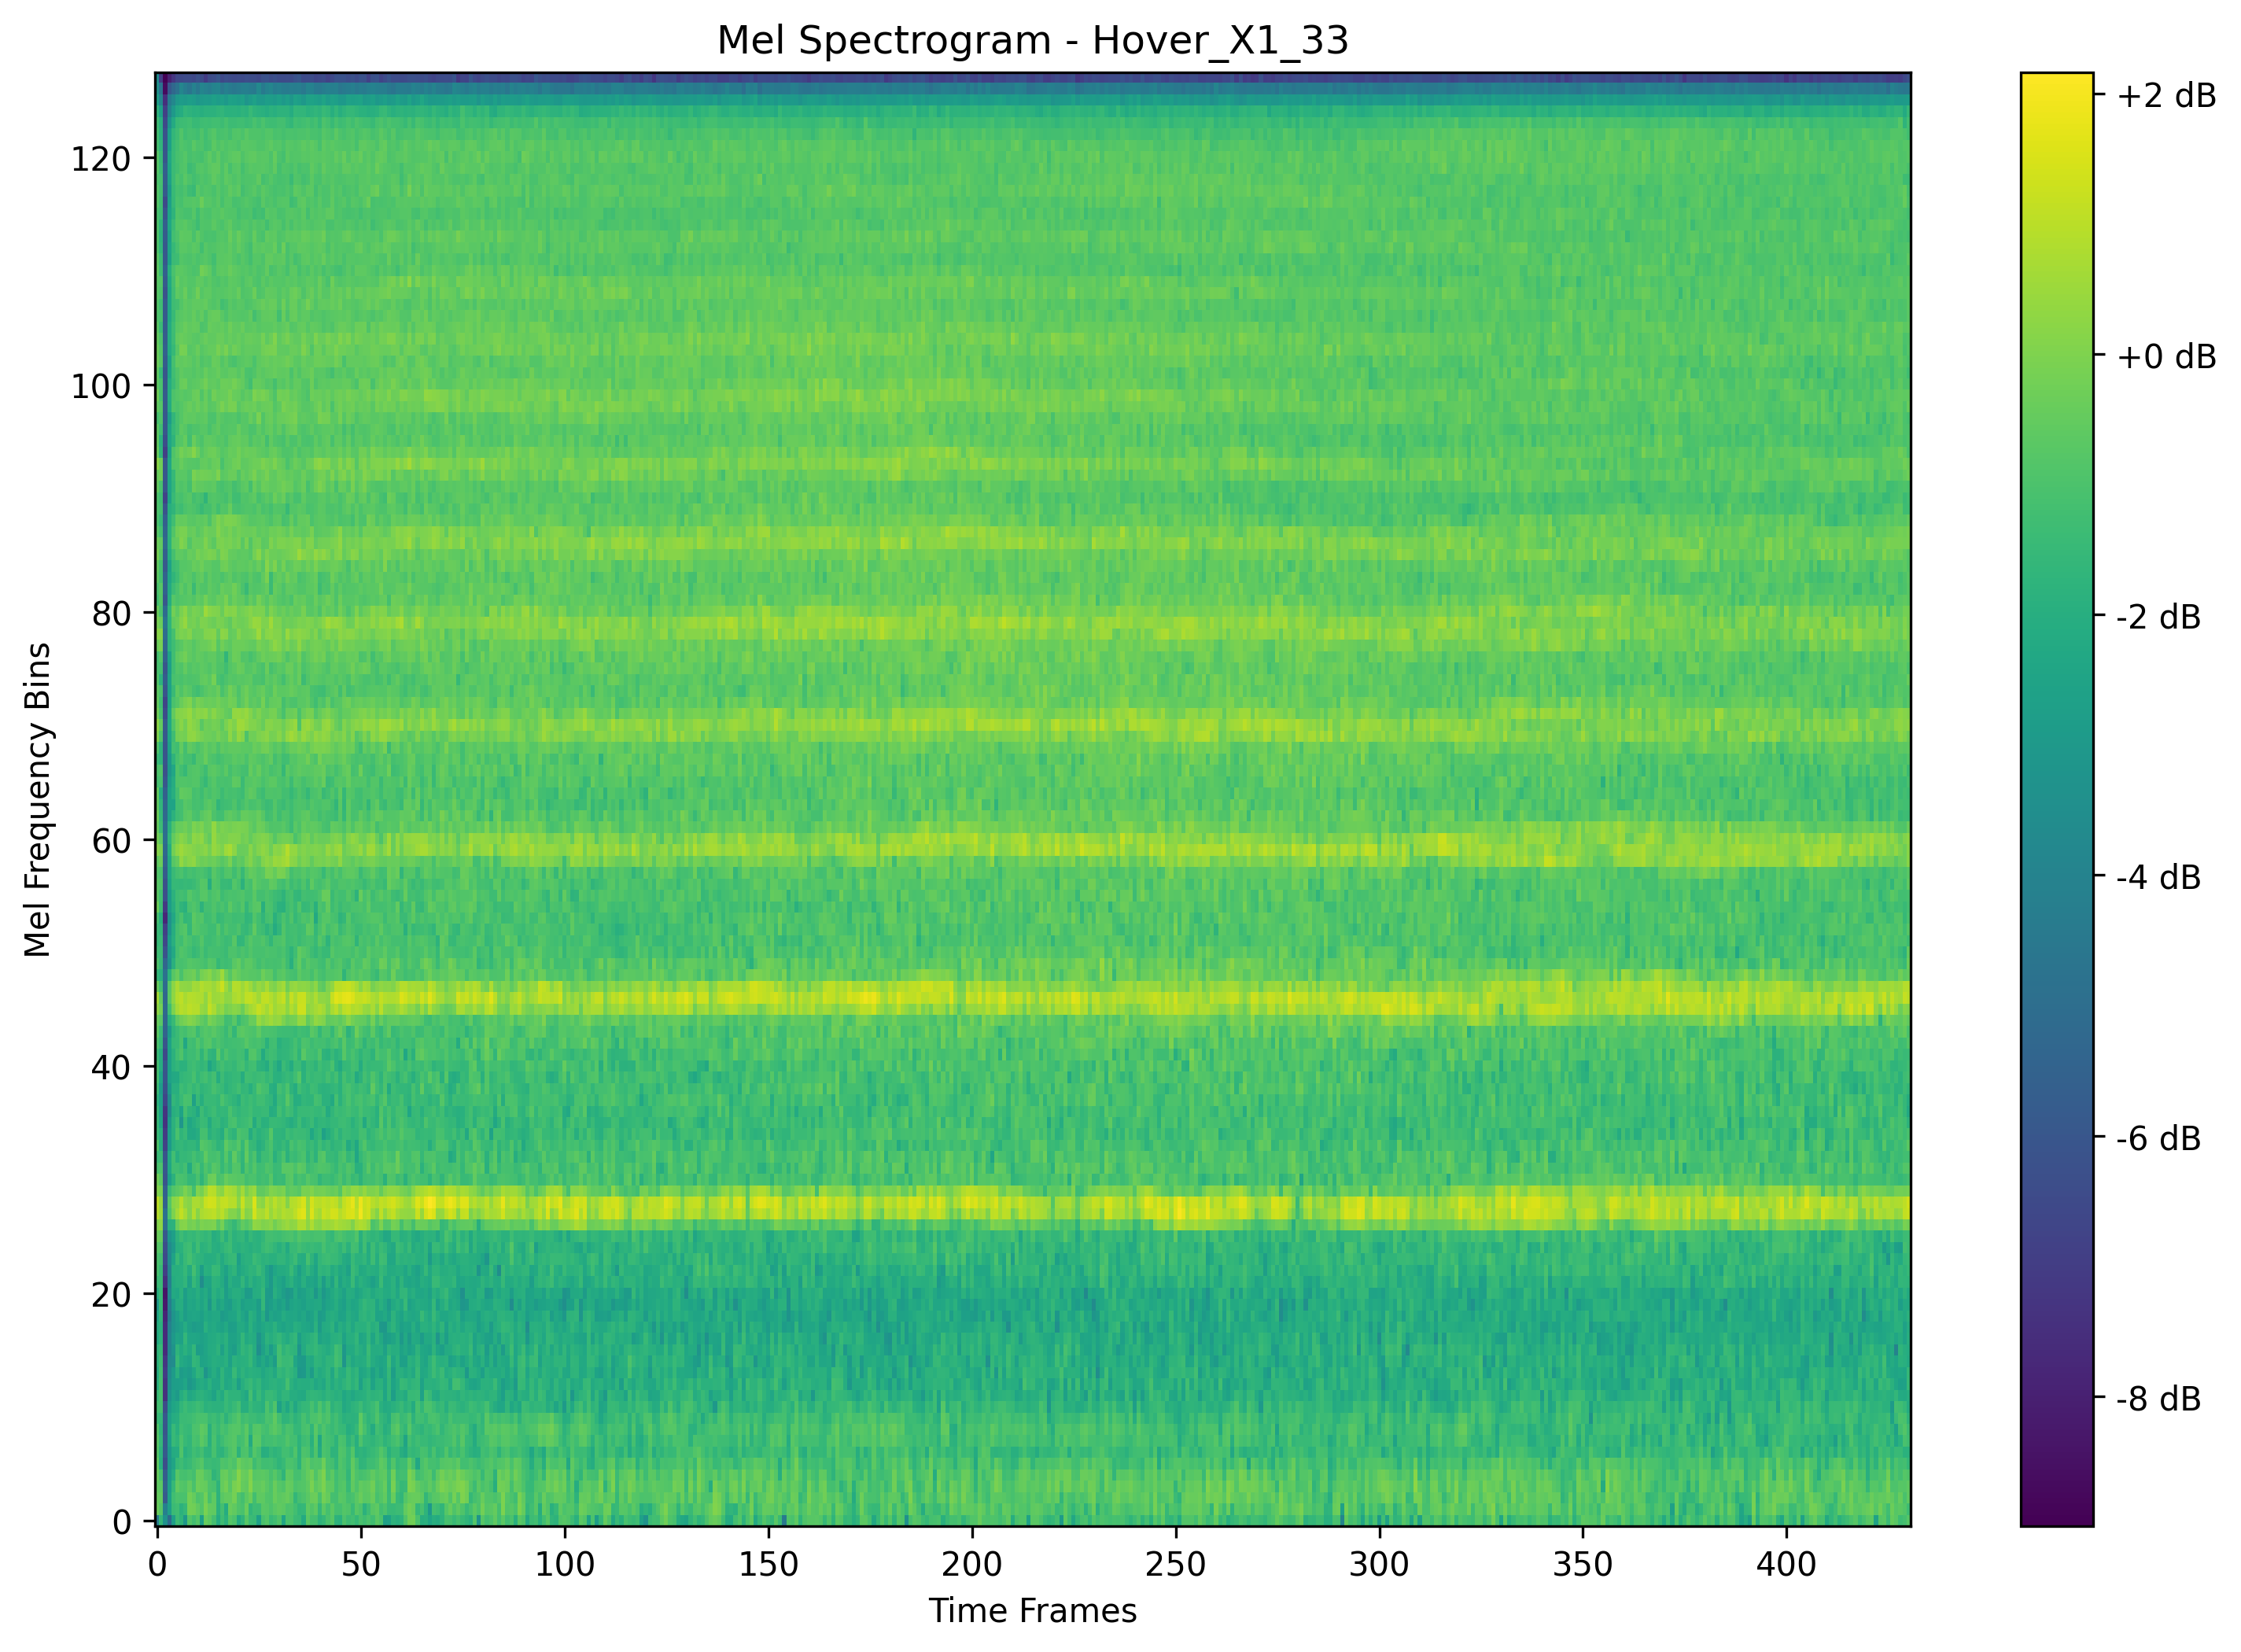 Mel Spectrogram - Hover_X1_33
Mel Frequency Bins
120
100
80
60
40
20
0
0 50 100 150 200 250 300 350 400
Time Frames
+2 dB
+0 dB
-2 dB
-4 dB
-6 dB
-8 dB